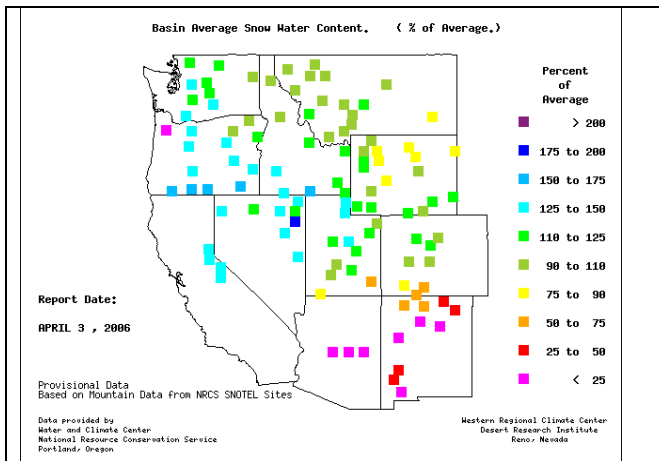 Basin Average Snow Water Content. ( % of Average.)
Percent
of
Average
> 200
175 to 200
150 to 175
125 to 150
110 to 125
90 to 110
75 to 90
50 to 75
25 to 50
< 25
Report Date:
APRIL 3 , 2006
Provisional Data
Based on Mountain Data from NRCS SNOTEL Sites
Data provided by
Water and Climate Center
National Resource Conservation Service
Portland, Oregon
Western Regional Climate Center
Desert Research Institute
Reno, Nevada